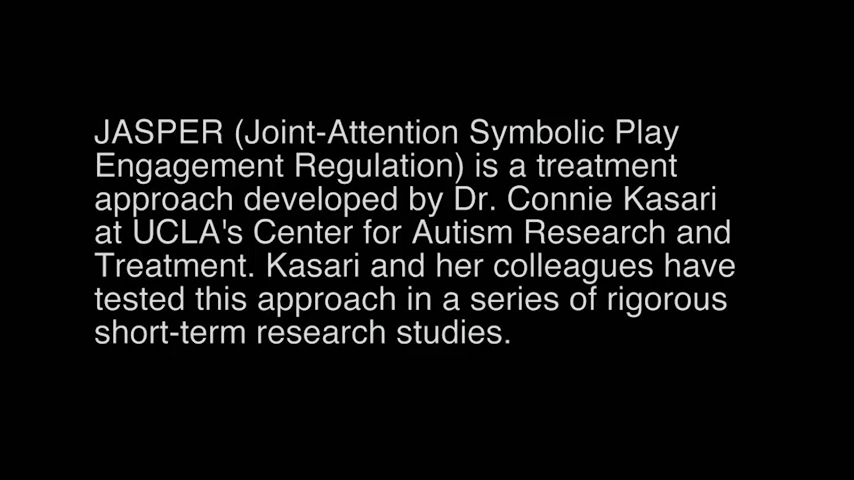 JASPER (Joint-Attention Symbolic Play
Engagement Regulation) is a treatment
approach developed by Dr. Connie Kasari
at UCLA's Center for Autism Research and
Treatment. Kasari and her colleagues have
tested this approach in a series of rigorous
short-term research studies.